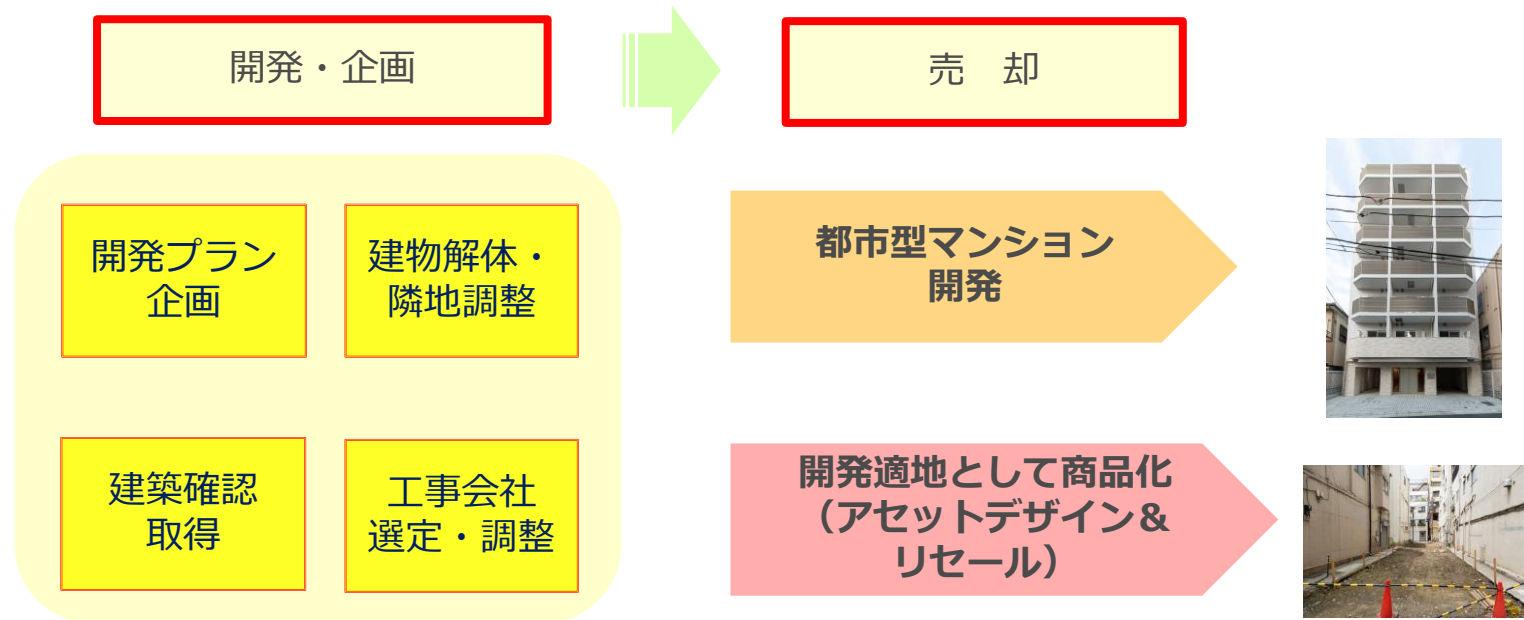 開発・企画
売　却
開発プラン
企画
建物解体・
隣地調整
建築確認
取得
工事会社
選定・調整
都市型マンション
開発
開発適地として商品化
（アセットデザイン＆
リセール）